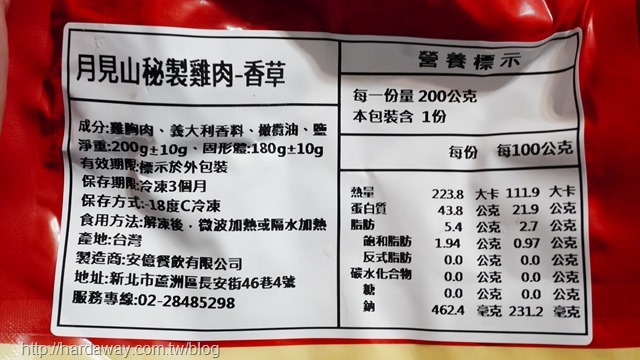 月見山秘製雞肉-香草
成分:雞胸肉、義大利香料、橄欖油、鹽
淨重:200g±10g、固形體:180g±10g
有效期限:標示於外包裝
保存期限:冷凍3個月
保存方式:-18度C冷凍
食用方法:解凍後，微波加熱或隔水加熱
產地:台灣
製造商:安億餐飲有限公司
地址:新北市蘆洲區長安街46巷4號
服務專線:02-28485298
營養標示
每一份量 200公克
本包裝含 1份
每份 每100公克
熱量 223.8 大卡 111.9 大卡
蛋白質 43.8 公克 21.9 公克
脂肪 5.4 公克 2.7 公克
飽和脂肪 1.94 公克 0.97 公克
反式脂肪 0.0 公克 0.0 公克
碳水化合物 0.0 公克 0.0 公克
糖 0.0 公克 0.0 公克
鈉 462.4 毫克 231.2 毫克
http://hardaway.com.tw/blog